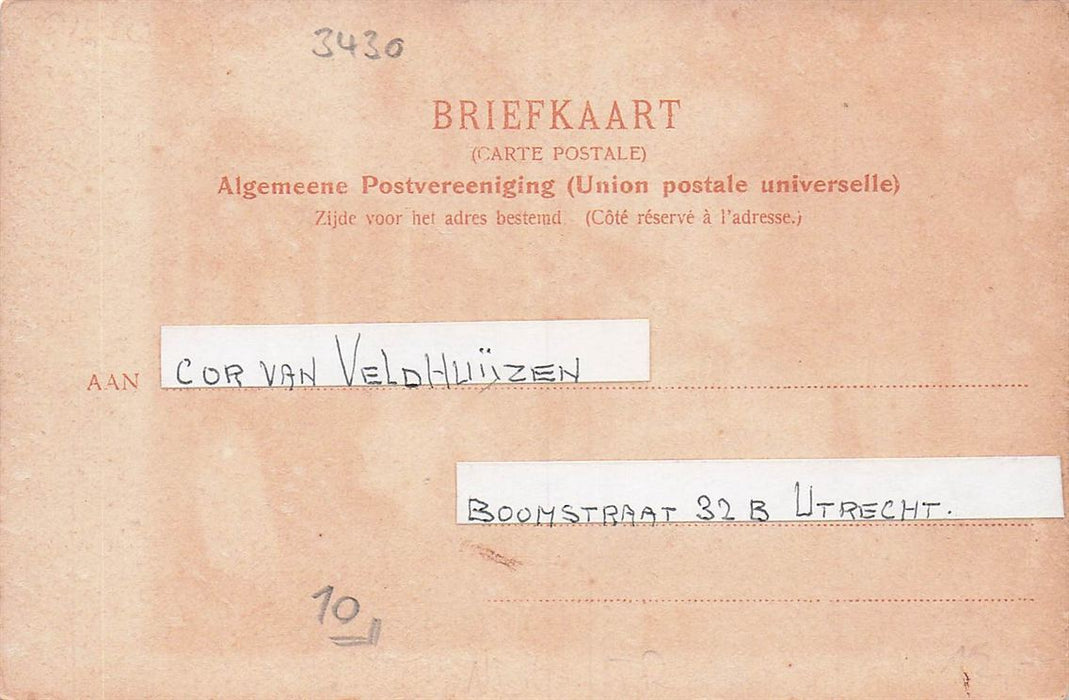 3430
BRIEFKAART
(CARTE POSTALE)
Algemeene Postvereeniging (Union postale universelle)
Zijde voor het adres bestemd (Côté réservé à l'adresse.)
AAN COR VAN VELDHUIJZEN
BOOMSTRAAT 32 B UTRECHT.
10